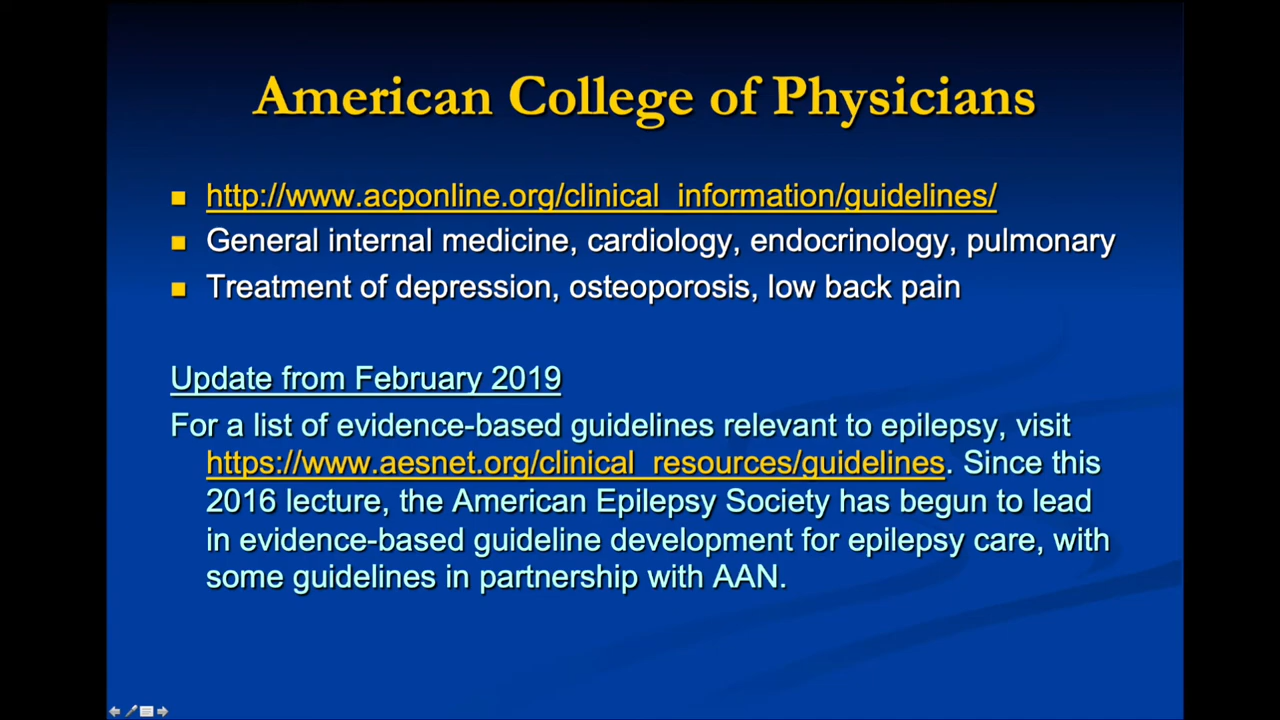 American College of Physicians
http://www.acponline.org/clinical_information/guidelines/
General internal medicine, cardiology, endocrinology, pulmonary
Treatment of depression, osteoporosis, low back pain
Update from February 2019
For a list of evidence-based guidelines relevant to epilepsy, visit
https://www.aesnet.org/clinical_resources/guidelines. Since this
2016 lecture, the American Epilepsy Society has begun to lead
in evidence-based guideline development for epilepsy care, with
some guidelines in partnership with AAN.